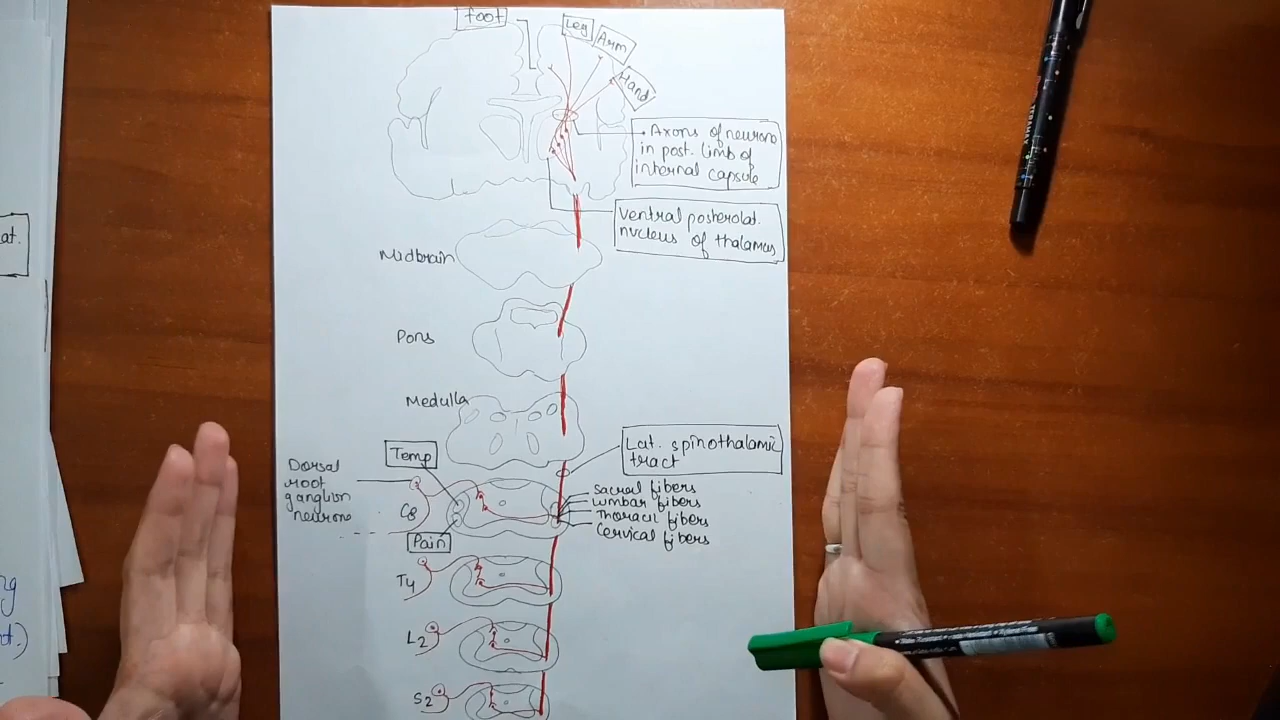 foot
Leg
Arm
Hand
Axons of neurons
in post. limb of
internal capsule
Ventral posterolat.
nucleus of thalamus
Midbrain
Pons
Medulla
Lat. spinothalamic
tract
Temp
Dorsal
root
ganglion
neurone
C8
Pain
Sacral fibers
Lumbar fibers
Thoracic fibers
Cervical fibers
T4
L2
S2
at.